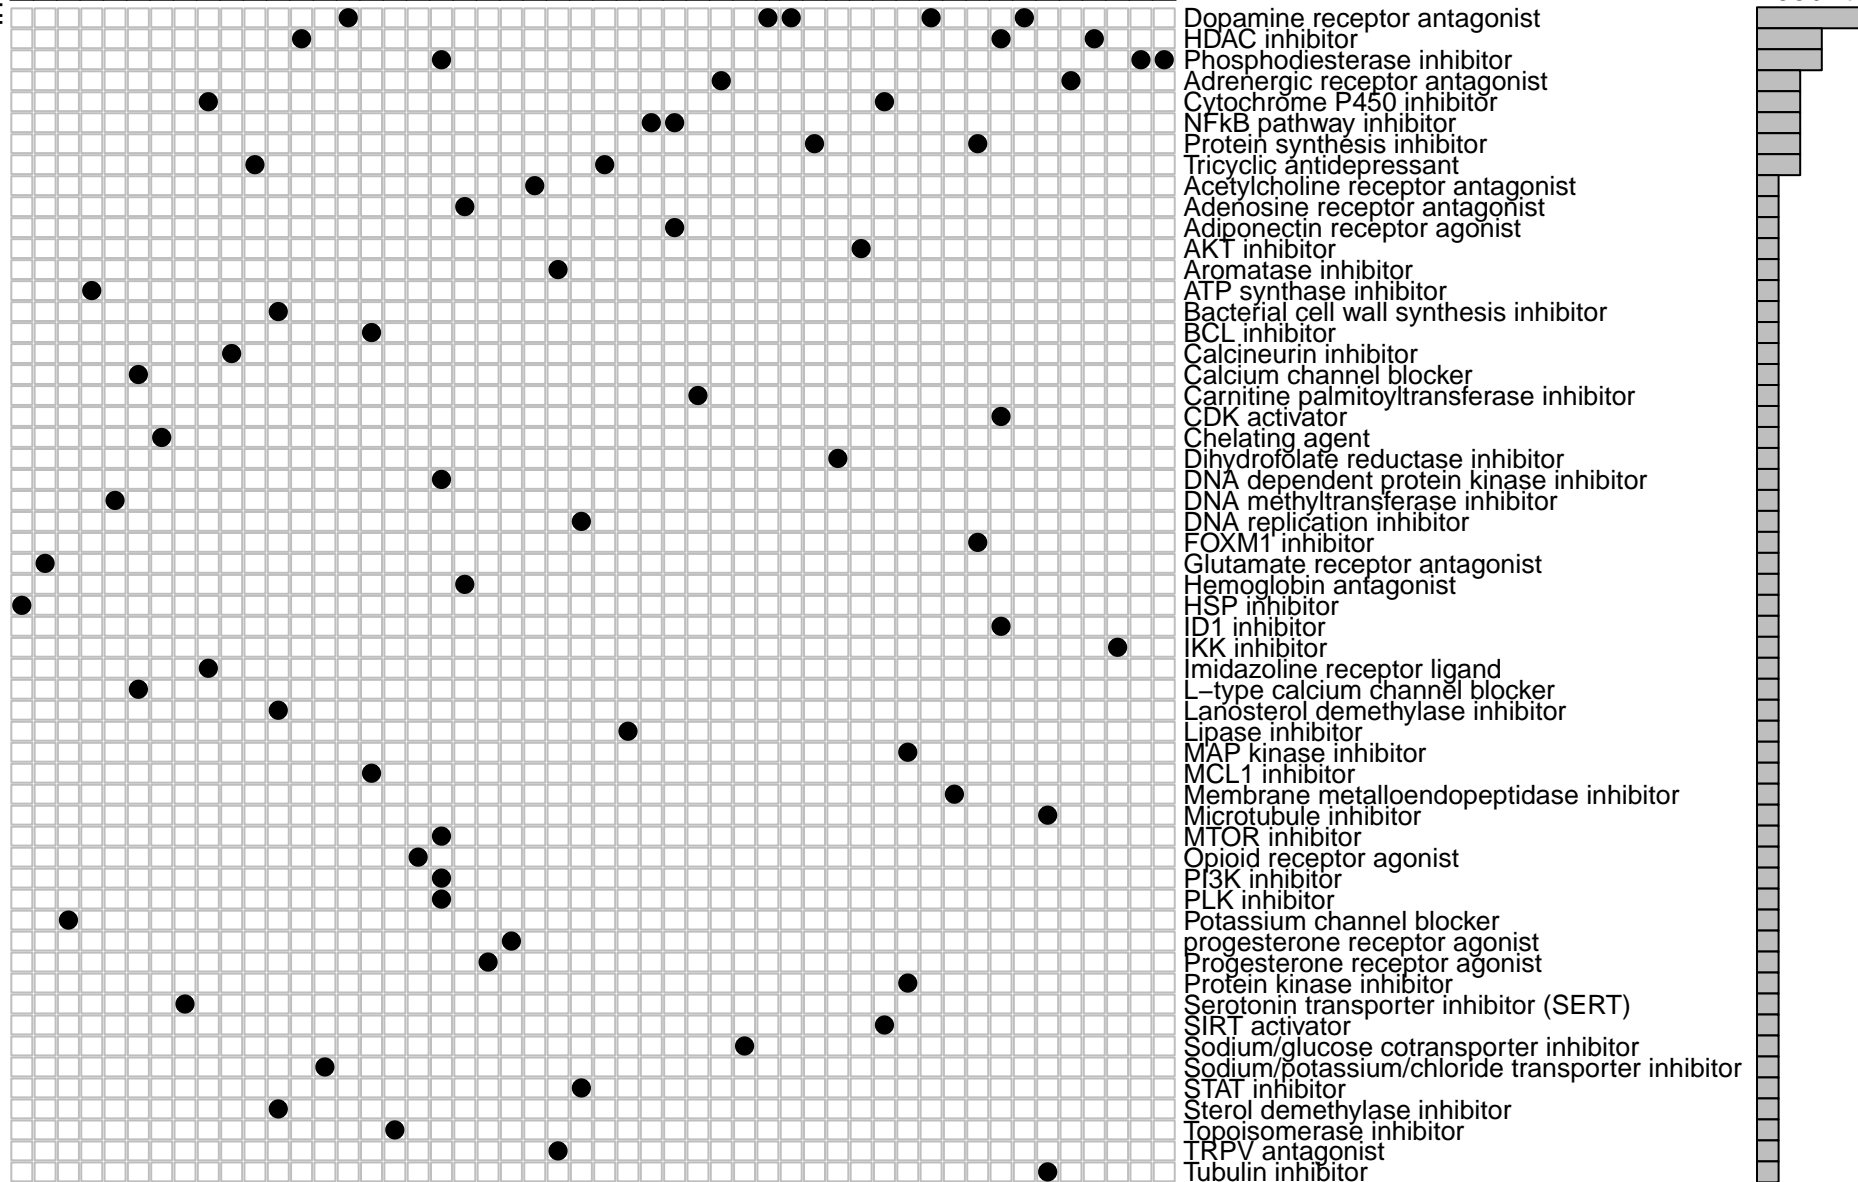 Dopamine receptor antagonist
HDAC inhibitor
Phosphodiesterase inhibitor
Adrenergic receptor antagonist
Cytochrome P450 inhibitor
NFkB pathway inhibitor
Protein synthesis inhibitor
Tricyclic antidepressant
Acetylcholine receptor antagonist
Adenosine receptor antagonist
Adiponectin receptor agonist
AKT inhibitor
Aromatase inhibitor
ATP synthase inhibitor
Bacterial cell wall synthesis inhibitor
BCL inhibitor
Calcineurin inhibitor
Calcium channel blocker
Carnitine palmitoyltransferase inhibitor
CDK activator
Chelating agent
Dihydrofolate reductase inhibitor
DNA dependent protein kinase inhibitor
DNA methyltransferase inhibitor
DNA replication inhibitor
FOXM1 inhibitor
Glutamate receptor antagonist
Hemoglobin antagonist
HSP inhibitor
ID1 inhibitor
IKK inhibitor
Imidazoline receptor ligand
L−type calcium channel blocker
Lanosterol demethylase inhibitor
Lipase inhibitor
MAP kinase inhibitor
MCL1 inhibitor
Membrane metalloendopeptidase inhibitor
Microtubule inhibitor
MTOR inhibitor
Opioid receptor agonist
PI3K inhibitor
PLK inhibitor
Potassium channel blocker
progesterone receptor agonist
Progesterone receptor agonist
Protein kinase inhibitor
Serotonin transporter inhibitor (SERT)
SIRT activator
Sodium/glucose cotransporter inhibitor
Sodium/potassium/chloride transporter inhibitor
STAT inhibitor
Sterol demethylase inhibitor
Topoisomerase inhibitor
TRPV antagonist
Tubulin inhibitor